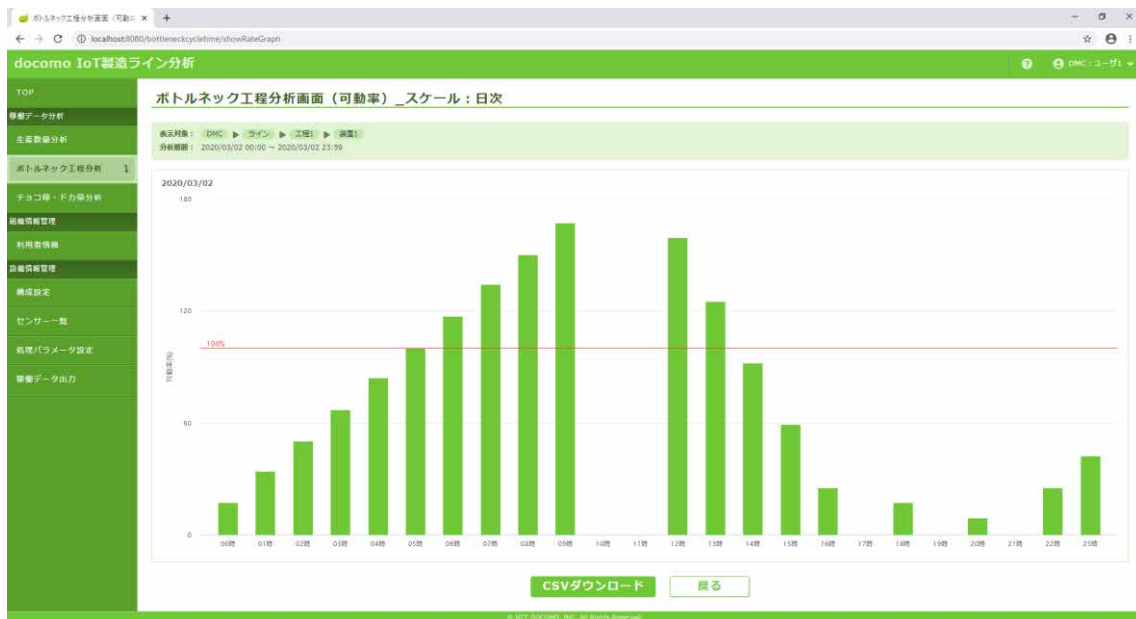 ボトルネック工程分析画面（可動
localhost:8080/bottleneckcycletime/showRateGraph
docomo IoT製造ライン分析
DMC：ユーザ1
TOP
稼働データ分析
生産数量分析
ボトルネック工程分析 1
チョコ停・ドカ停分析
組織情報管理
利用者情報
設備情報管理
構成設定
センサー一覧
処理パラメータ設定
稼働データ出力
ボトルネック工程分析画面（可動率）_スケール：日次
表示対象： DMC ▶ ライン ▶ 工程1 ▶ 装置1
分析期間： 2020/03/02 00:00 ～ 2020/03/02 23:59
2020/03/02
180
120
100%
可動率(%)
60
0
00時 01時 02時 03時 04時 05時 06時 07時 08時 09時 10時 11時 12時 13時 14時 15時 16時 17時 18時 19時 20時 21時 22時 23時
CSVダウンロード 戻る
© NTT DOCOMO, INC. All Rights Reserved.